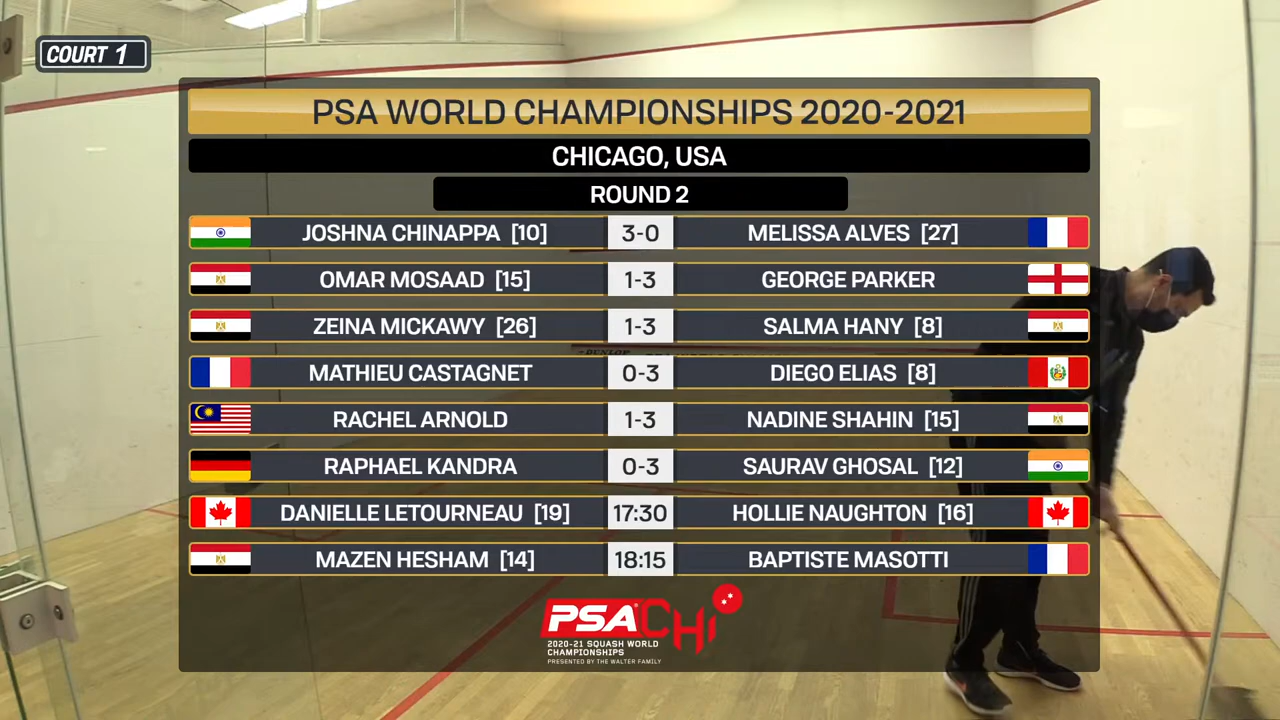 COURT 1
PSA WORLD CHAMPIONSHIPS 2020-2021
CHICAGO, USA
ROUND 2
JOSHNA CHINAPPA [10] 3-0 MELISSA ALVES [27]
OMAR MOSAAD [15] 1-3 GEORGE PARKER
ZEINA MICKAWY [26] 1-3 SALMA HANY [8]
MATHIEU CASTAGNET 0-3 DIEGO ELIAS [8]
RACHEL ARNOLD 1-3 NADINE SHAHIN [15]
RAPHAEL KANDRA 0-3 SAURAV GHOSAL [12]
DANIELLE LETOURNEAU [19] 17:30 HOLLIE NAUGHTON [16]
MAZEN HESHAM [14] 18:15 BAPTISTE MASOTTI
PSA CHI
2020-21 SQUASH WORLD
CHAMPIONSHIPS
PRESENTED BY THE WALTER FAMILY
DUNLOP